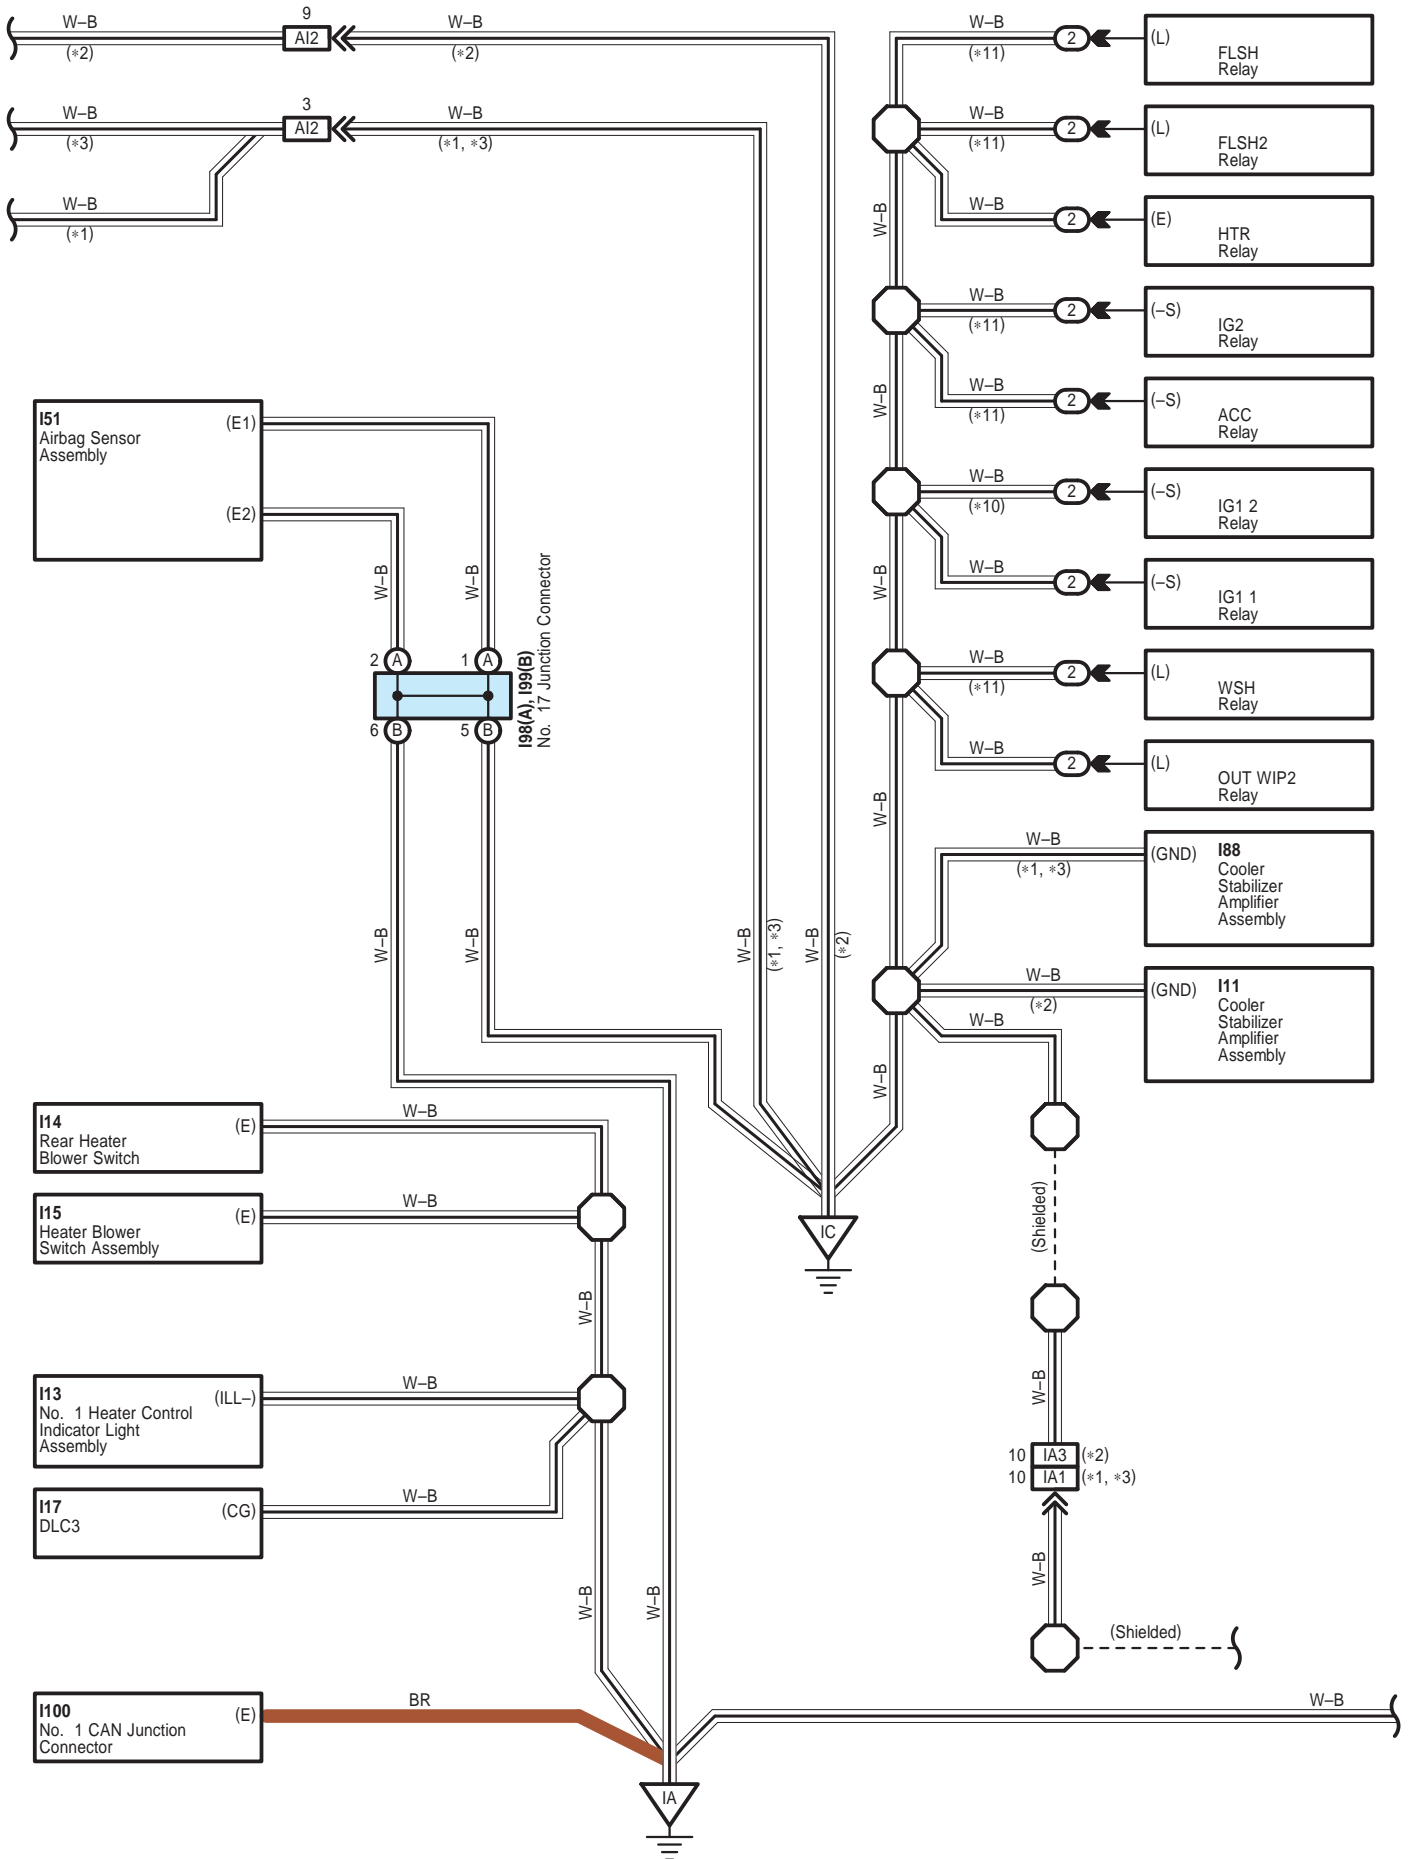 9
W–B
AI2
W–B
(*2)
(*2)
3
W–B
AI2
W–B
(*3)
(*1, *3)
W–B
(*1)
W–B
(*11)
2
(L)
FLSH
Relay
W–B
(*11)
2
(L)
FLSH2
Relay
W–B
W–B
2
(E)
HTR
Relay
W–B
(*11)
2
(–S)
IG2
Relay
W–B
W–B
(*11)
2
(–S)
ACC
Relay
W–B
(*10)
2
(–S)
IG1 2
Relay
W–B
W–B
2
(–S)
IG1 1
Relay
W–B
(*11)
2
(L)
WSH
Relay
W–B
W–B
2
(L)
OUT WIP2
Relay
I51
Airbag Sensor
Assembly
(E1)
(E2)
W–B
W–B
2
A
1
A
6
B
5
B
I98(A), I99(B)
No. 17 Junction Connector
W–B
W–B
W–B
(*1, *3)
W–B
(*2)
W–B
(*1, *3)
(GND)
I88
Cooler
Stabilizer
Amplifier
Assembly
W–B
(*2)
(GND)
I11
Cooler
Stabilizer
Amplifier
Assembly
W–B
W–B
I14
Rear Heater
Blower Switch
(E)
W–B
I15
Heater Blower
Switch Assembly
(E)
W–B
W–B
IC
(Shielded)
I13
No. 1 Heater Control
Indicator Light
Assembly
(ILL–)
W–B
W–B
10
IA3
(*2)
10
IA1
(*1, *3)
I17
DLC3
(CG)
W–B
W–B
W–B
W–B
(Shielded)
I100
No. 1 CAN Junction
Connector
(E)
BR
W–B
IA